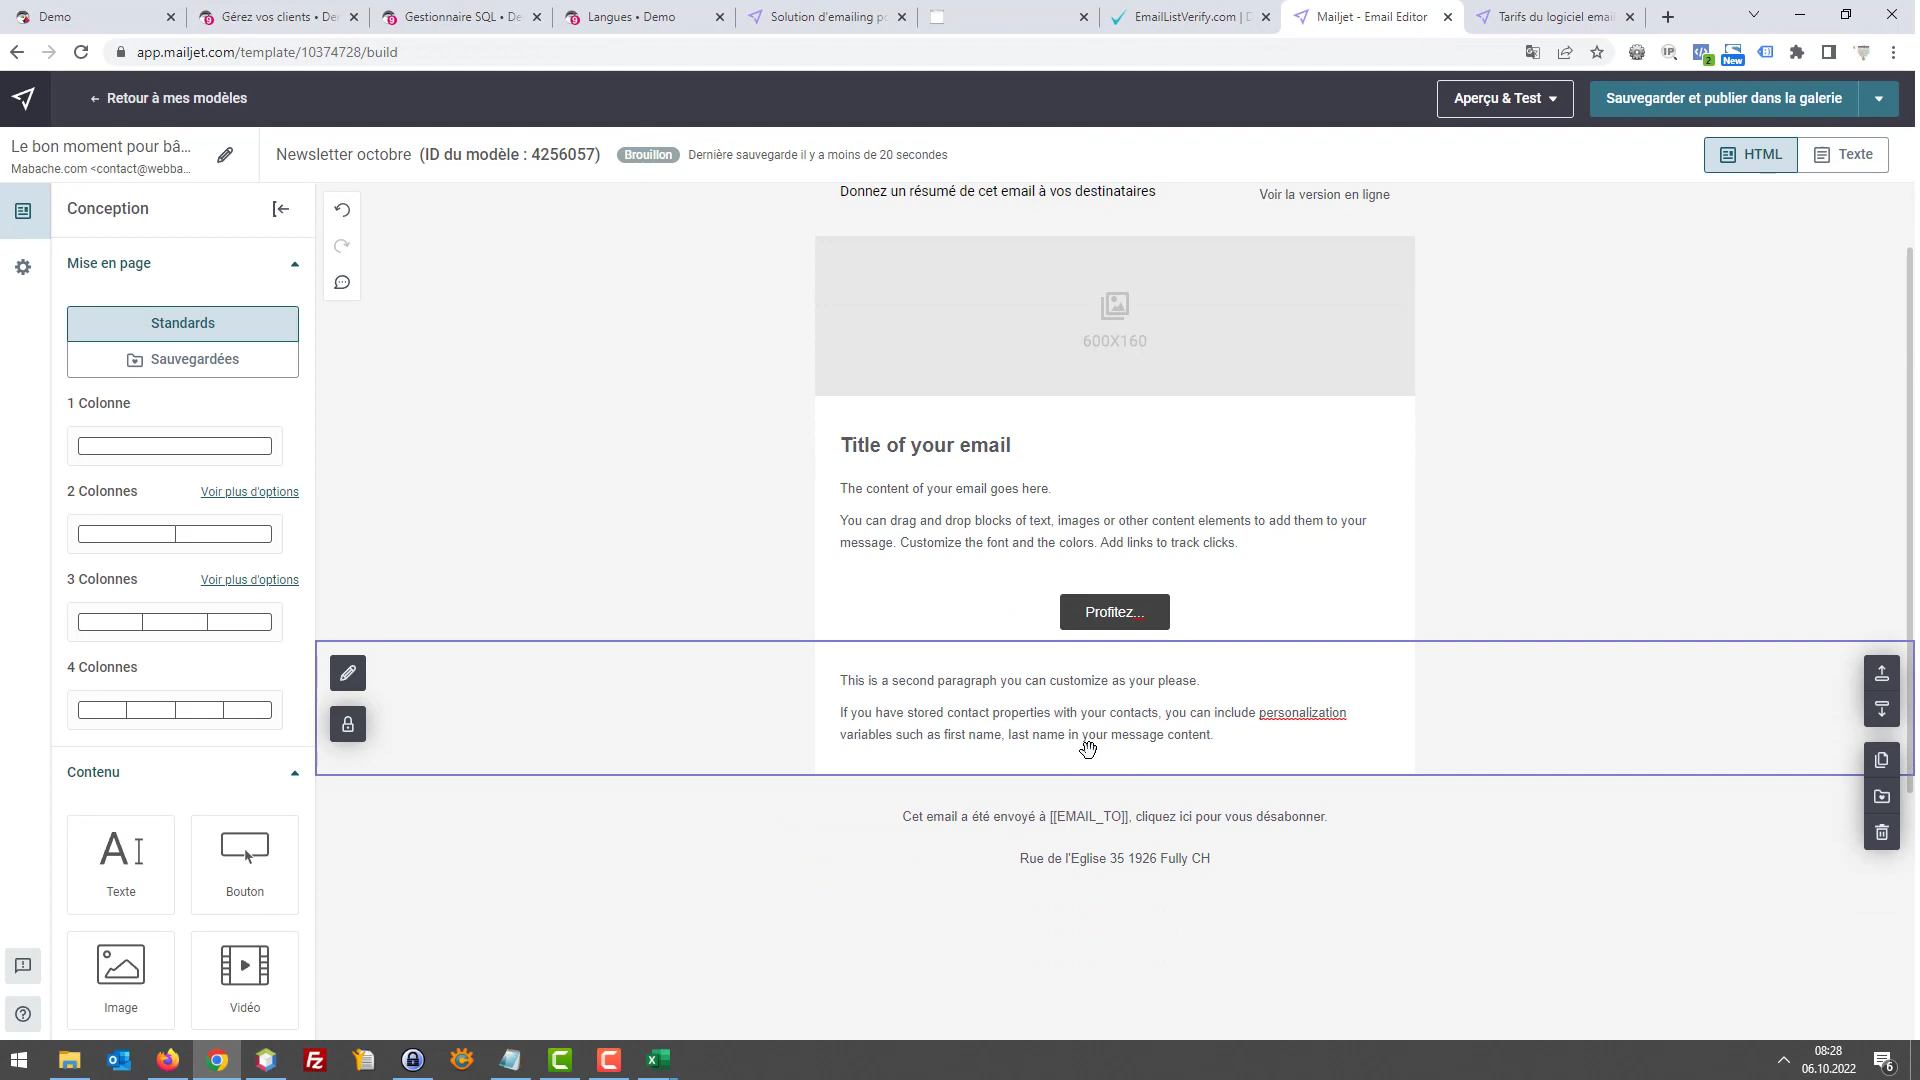 Demo
Gérez vos clients • De
Gestionnaire SQL • De
Langues • Demo
Solution d'emailing p
EmailListVerify.com | D
Mailjet - Email Editor
Tarifs du logiciel emai
app.mailjet.com/template/10374728/build
2
New
Retour à mes modèles
Aperçu & Test
Sauvegarder et publier dans la galerie
Le bon moment pour bâ...
Mabache.com <contact@webba...
Newsletter octobre (ID du modèle : 4256057)
Brouillon
Dernière sauvegarde il y a moins de 20 secondes
HTML
Texte
Conception
Mise en page
Standards
Sauvegardées
1 Colonne
2 Colonnes
Voir plus d'options
3 Colonnes
Voir plus d'options
4 Colonnes
Contenu
Texte
Bouton
Image
Vidéo
Donnez un résumé de cet email à vos destinataires
Voir la version en ligne
600X160
Title of your email
The content of your email goes here.
You can drag and drop blocks of text, images or other content elements to add them to your
message. Customize the font and the colors. Add links to track clicks.
Profitez...
This is a second paragraph you can customize as your please.
If you have stored contact properties with your contacts, you can include personalization
variables such as first name, last name in your message content.
Cet email a été envoyé à [[EMAIL_TO]], cliquez ici pour vous désabonner.
Rue de l'Eglise 35 1926 Fully CH
08:28
06.10.2022
6